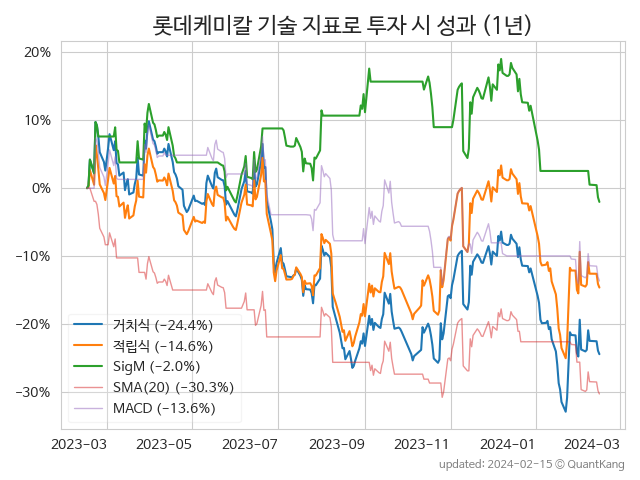 롯데케미칼 기술 지표로 투자 시 성과 (1년)
20%
10%
0%
−10%
−20%
−30%
거치식 (−24.4%)
적립식 (−14.6%)
SigM (−2.0%)
SMA(20) (−30.3%)
MACD (−13.6%)
2023-03 2023-05 2023-07 2023-09 2023-11 2024-01 2024-03
updated: 2024-02-15 © QuantKang